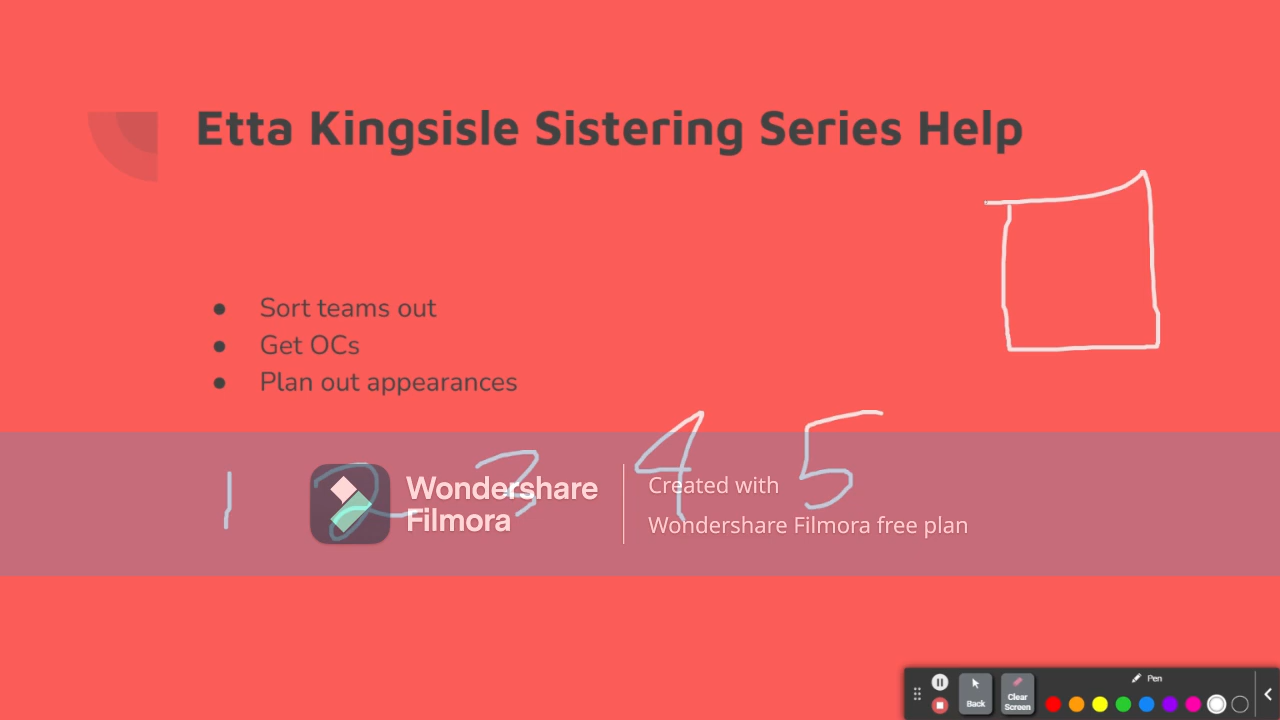 Etta Kingsisle Sistering Series Help
● Sort teams out
● Get OCs
● Plan out appearances
1 2 3 4 5
Wondershare
Filmora
Created with
Wondershare Filmora free plan
Pen
Back
Clear
Screen